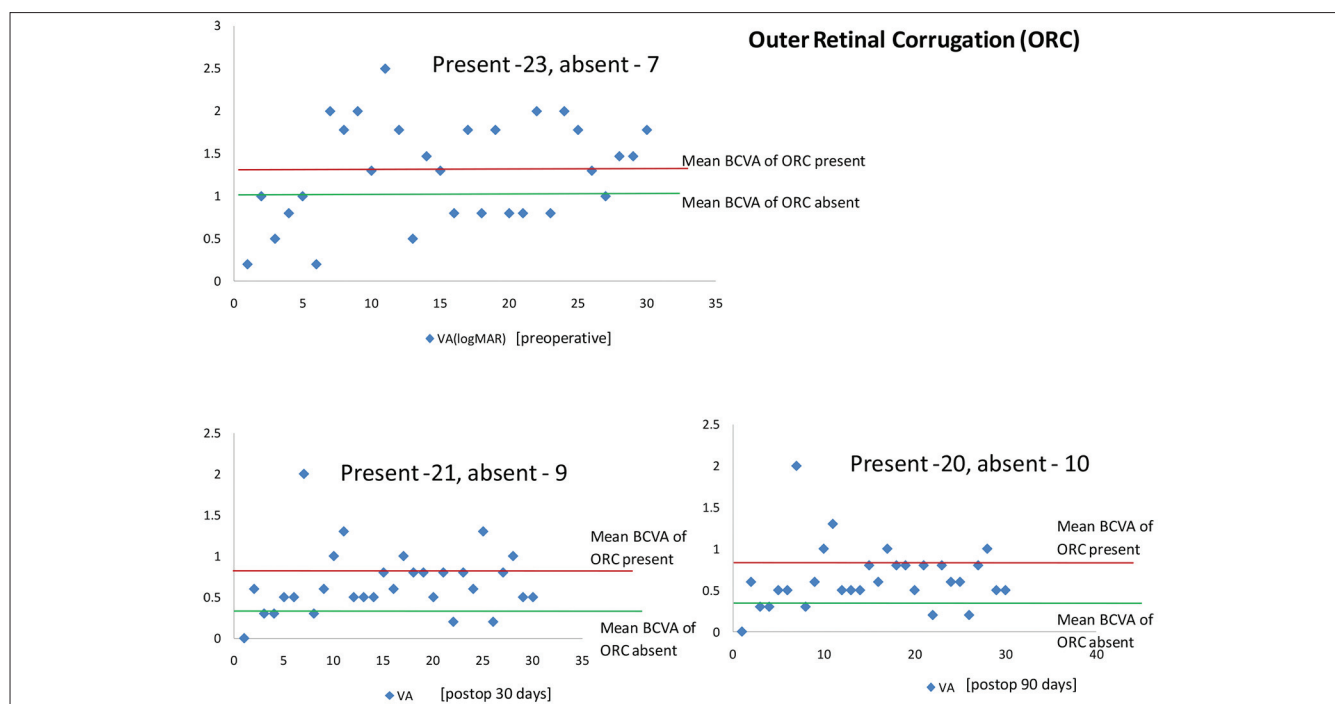 Outer Retinal Corrugation (ORC)
Present -23, absent - 7
3
2.5
2
1.5
1
0.5
0
Mean BCVA of ORC present
Mean BCVA of ORC absent
0 5 10 15 20 25 30 35
VA(logMAR) [preoperative]
Present -21, absent - 9
2.5
2
1.5
1
0.5
0
Mean BCVA of
ORC present
Mean BCVA of
ORC absent
0 5 10 15 20 25 30 35
VA [postop 30 days]
Present -20, absent - 10
2.5
2
1.5
1
0.5
0
Mean BCVA of
ORC present
Mean BCVA of
ORC absent
0 10 20 30 40
VA [postop 90 days]